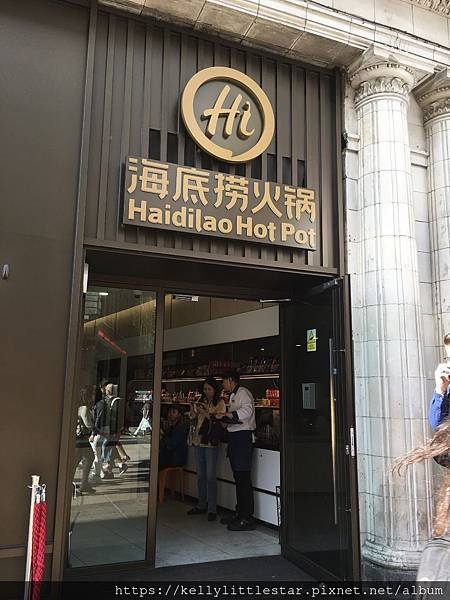 Hi
海底捞火锅
Haidilao Hot Pot
https://kellylittlestar.pixnet.net/album